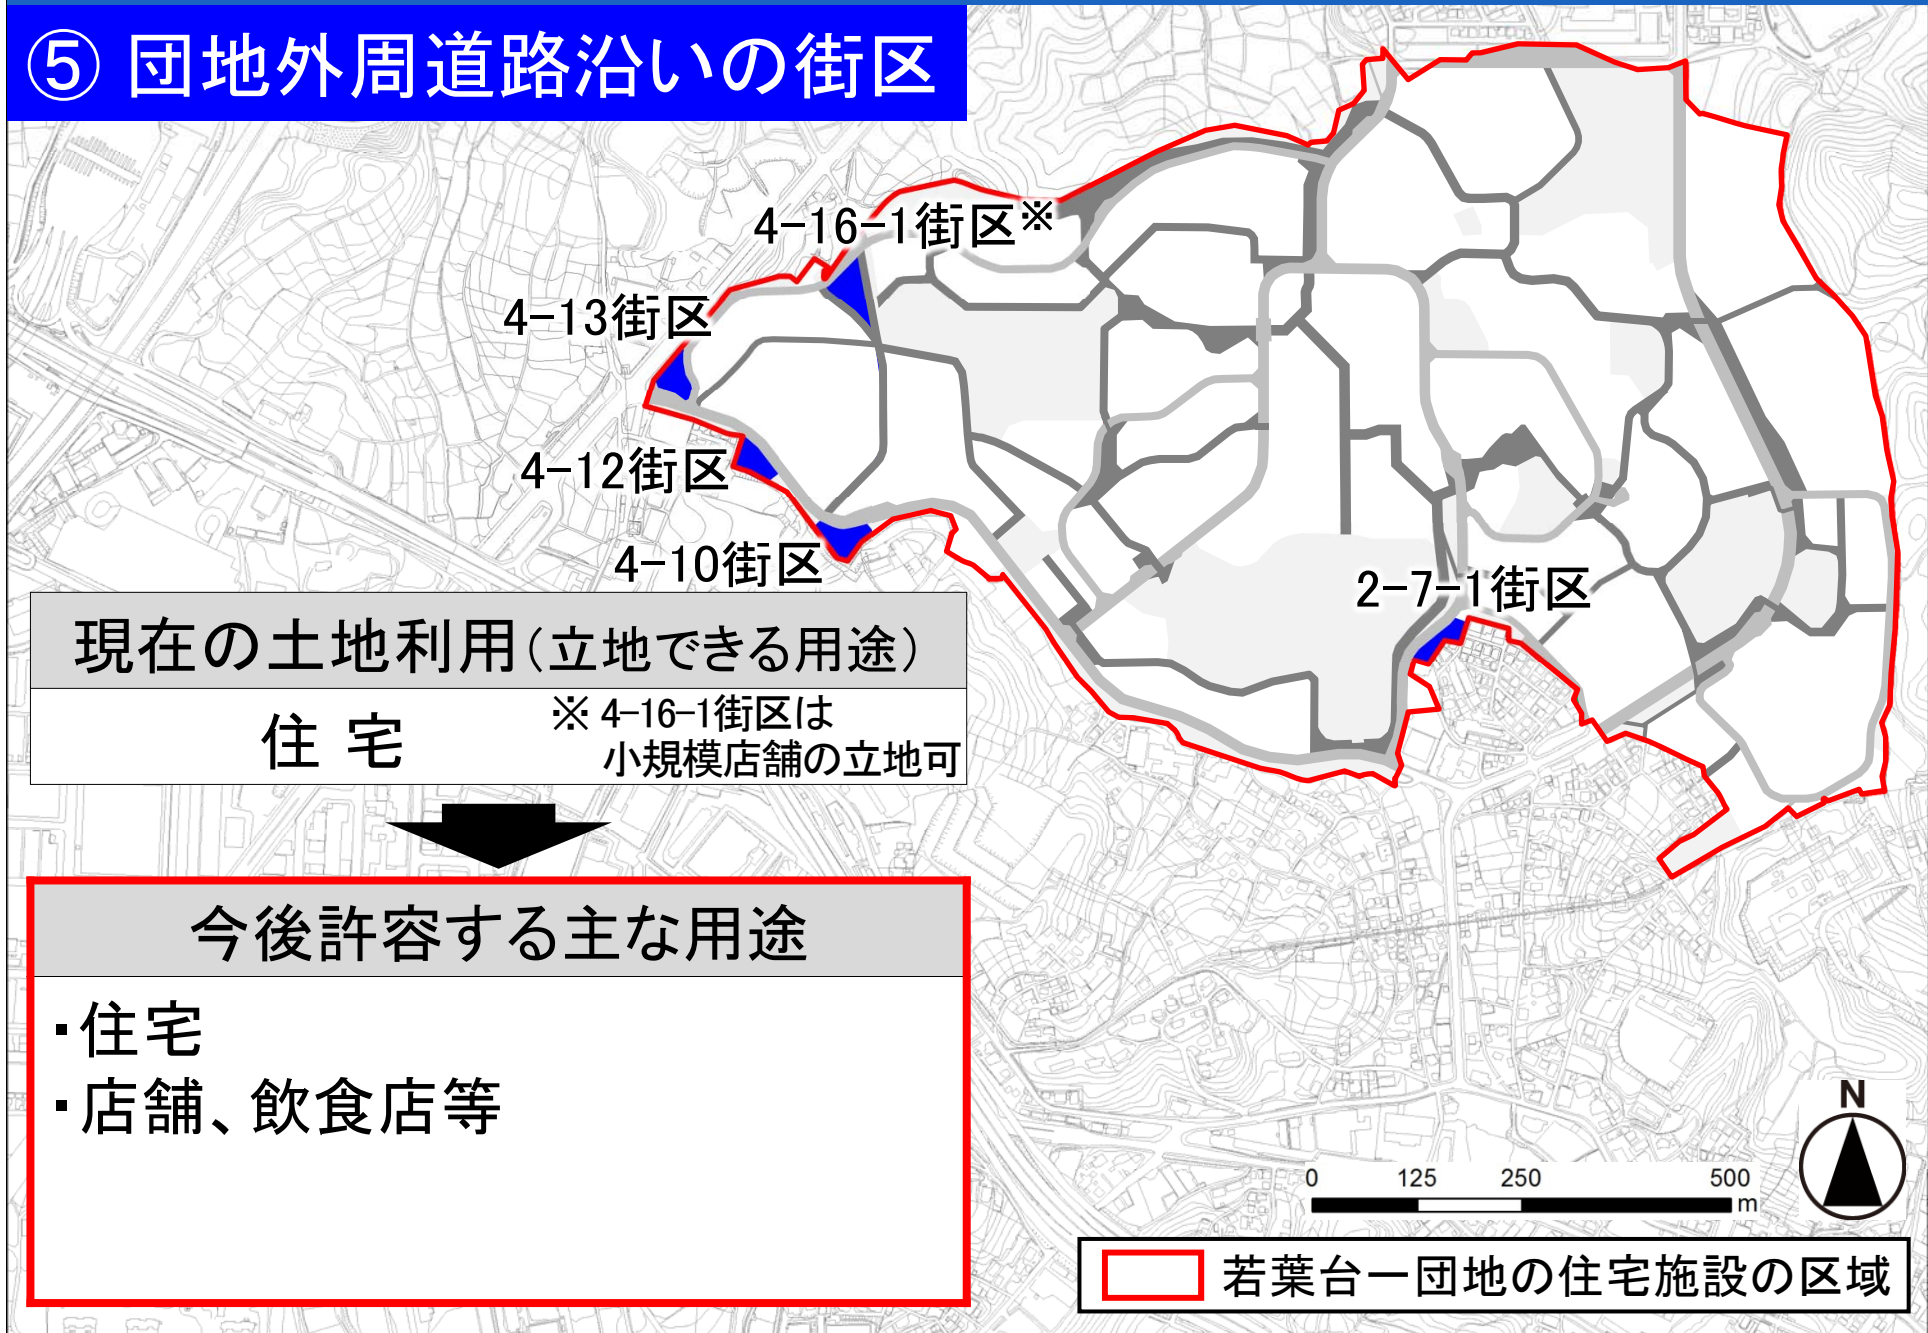 ⑤ 団地外周道路沿いの街区
4-16-1街区※
4-13街区
4-12街区
4-10街区
2-7-1街区
現在の土地利用（立地できる用途）
住 宅
※ 4-16-1街区は
小規模店舗の立地可
今後許容する主な用途
・住宅
・店舗、飲食店等
N
0 125 250 500
m
若葉台一団地の住宅施設の区域